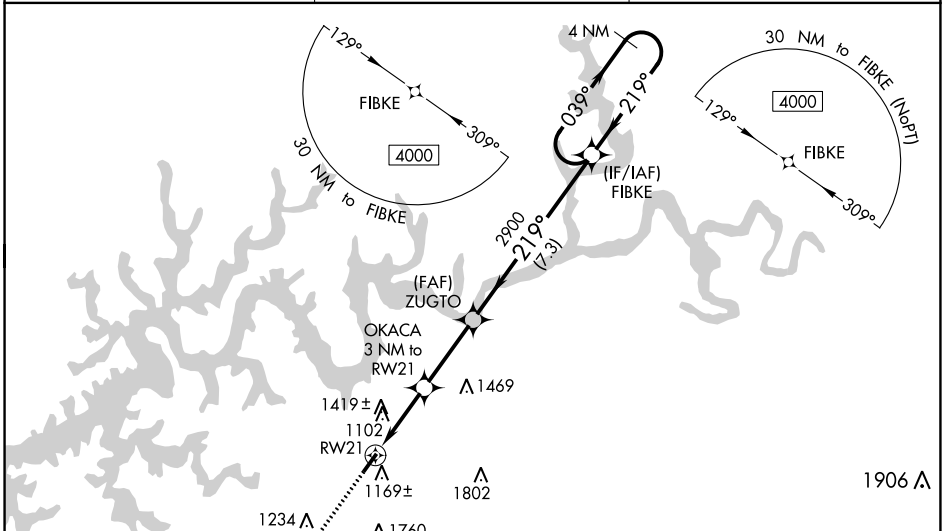 129°
FIBKE
309°
4000
30 NM to FIBKE
4 NM
039°
219°
(IF/IAF)
FIBKE
30 NM to FIBKE (NoPT)
4000
129°
FIBKE
309°
2900
219°
(7.3)
(FAF)
ZUGTO
OKACA
3 NM to
RW21
1469
1419±
1102
RW21
1169±
1802
1906
1234
1760